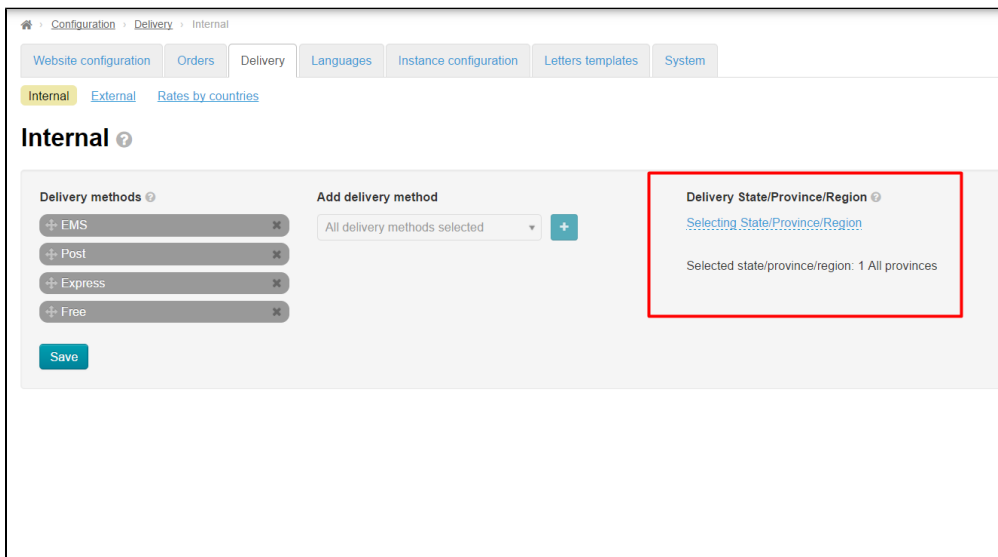 Configuration › Delivery › Internal
Website configuration Orders Delivery Languages Instance configuration Letters templates System
Internal External Rates by countries
Internal ?
Delivery methods ? Add delivery method Delivery State/Province/Region ?
EMS All delivery methods selected + Selecting State/Province/Region
Post
Selected state/province/region: 1 All provinces
Express
Free
Save